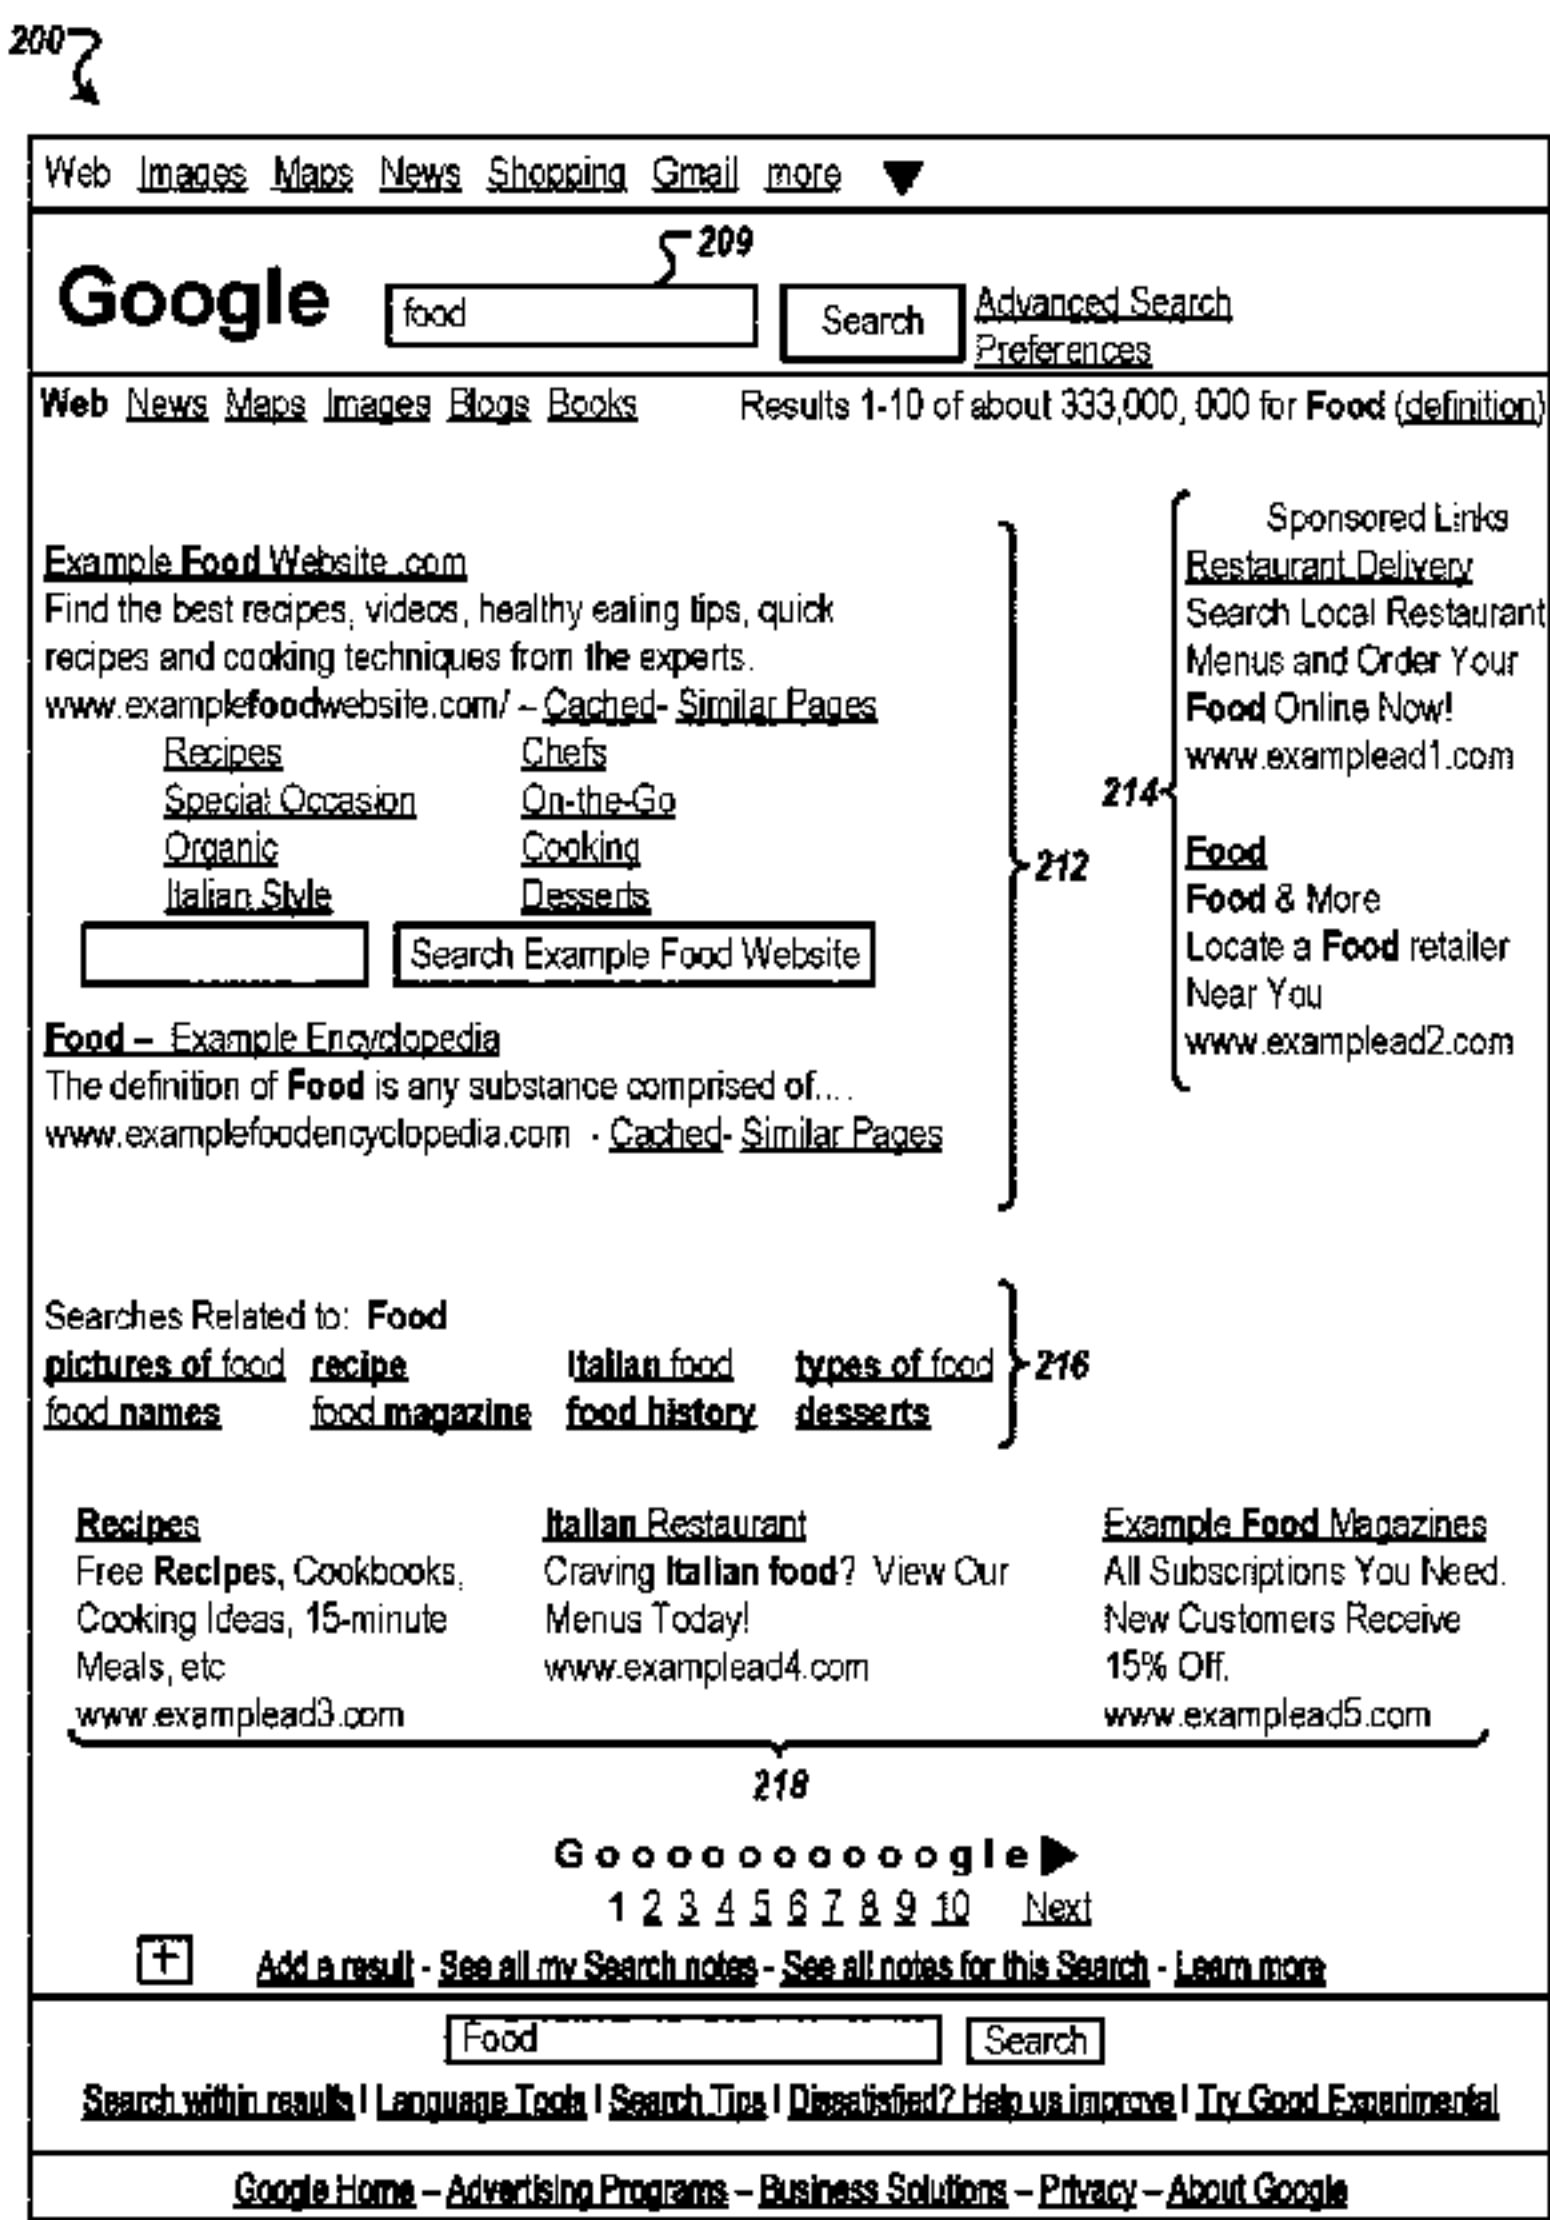 200
Web Images Maps News Shopping Gmail more
209
Google food Search Advanced Search
Preferences
Web News Maps Images Blogs Books Results 1-10 of about 333,000, 000 for Food (definition)
Example Food Website .com
Find the best recipes, videos, healthy eating tips, quick
recipes and cooking techniques from the experts.
www.examplefoodwebsite.com/ – Cached- Similar Pages
Recipes Chefs
Special Occasion On-the-Go
Organic Cooking
Italian Style Desserts
Search Example Food Website
Food – Example Encyclopedia
The definition of Food is any substance comprised of....
www.examplefoodencyclopedia.com - Cached- Similar Pages
212
214
Sponsored Links
Restaurant Delivery
Search Local Restaurant
Menus and Order Your
Food Online Now!
www.examplead1.com
Food
Food & More
Locate a Food retailer
Near You
www.examplead2.com
Searches Related to: Food
pictures of food recipe Italian food types of food
food names food magazine food history desserts
216
Recipes
Free Recipes, Cookbooks,
Cooking Ideas, 15-minute
Meals, etc
www.examplead3.com
Italian Restaurant
Craving Italian food? View Our
Menus Today!
www.examplead4.com
Example Food Magazines
All Subscriptions You Need.
New Customers Receive
15% Off.
www.examplead5.com
218
Goooooooooogle
1 2 3 4 5 6 7 8 9 10 Next
+ Add a result - See all my Search notes - See all notes for this Search - Learn more
Food Search
Search within results | Language Tools | Search Tips | Dissatisfied? Help us improve | Try Good Experimental
Google Home – Advertising Programs – Business Solutions – Privacy – About Google